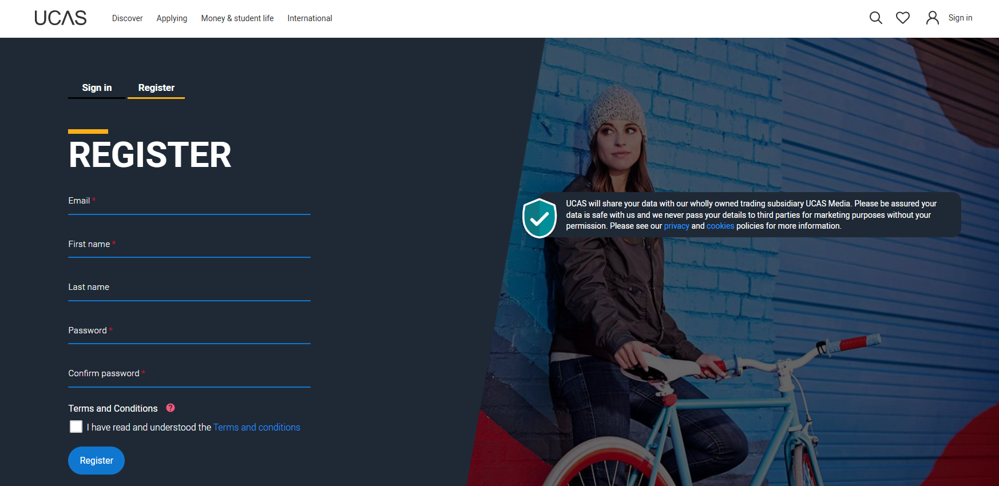 UCAS
Discover
Applying
Money & student life
International
Sign in
Sign in
Register
REGISTER
Email *
First name *
Last name
Password *
Confirm password *
Terms and Conditions ?
I have read and understood the Terms and conditions
Register
UCAS will share your data with our wholly owned trading subsidiary UCAS Media. Please be assured your
data is safe with us and we never pass your details to third parties for marketing purposes without your
permission. Please see our privacy and cookies policies for more information.